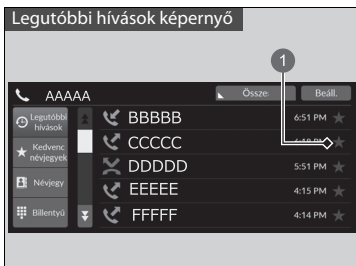 Legutóbbi hívások képernyő
1
AAAAA
Össze
Beáll.
Legutóbbi
hívások
BBBBB
6:51 PM
Kedvenc
névjegyek
CCCCC
DDDDD
5:51 PM
Névjegy
EEEEE
4:15 PM
Billentyű
FFFFF
4:14 PM